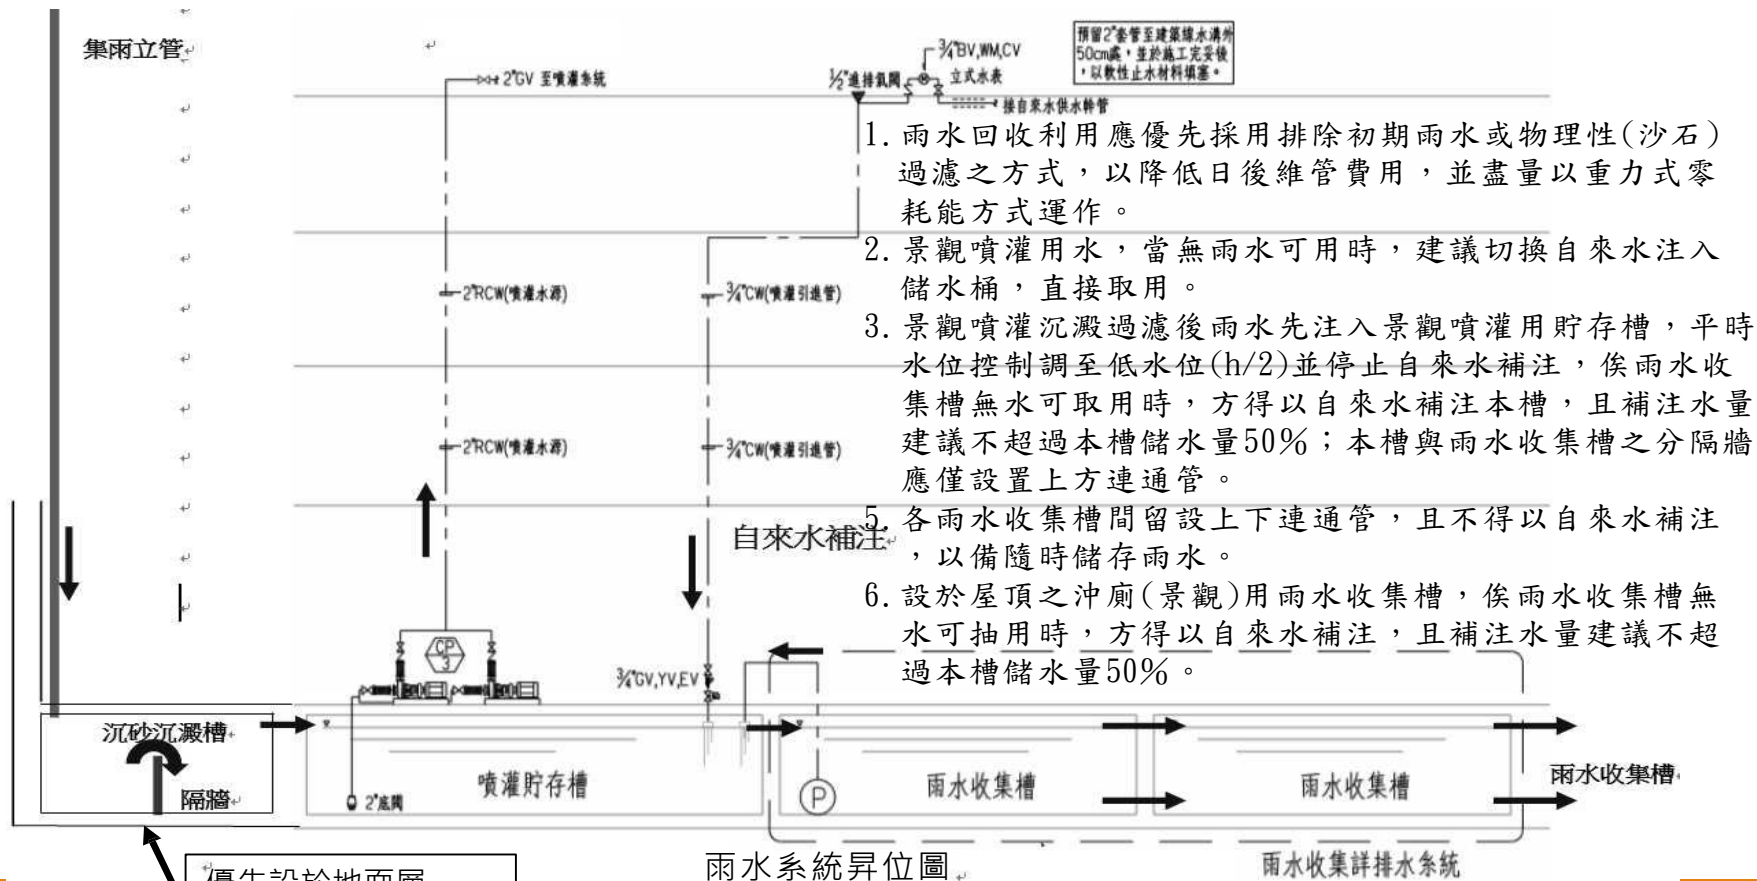 集雨立管
2"GV 至噴灌系統
½"進排氣閥
¾"BV,WM,CV
立式水表
預留2"套管至建築線水溝外
50cm處，並於施工完妥後
，以軟性止水材料填塞。
接自來水供水幹管
1.雨水回收利用應優先採用排除初期雨水或物理性(沙石)
過濾之方式，以降低日後維管費用，並盡量以重力式零
耗能方式運作。
2.景觀噴灌用水，當無雨水可用時，建議切換自來水注入
儲水桶，直接取用。
3.景觀噴灌沉澱過濾後雨水先注入景觀噴灌用貯存槽，平時
水位控制調至低水位(h/2)並停止自來水補注，俟雨水收
集槽無水可取用時，方得以自來水補注本槽，且補注水量
建議不超過本槽儲水量50％；本槽與雨水收集槽之分隔牆
應僅設置上方連通管。
5.各雨水收集槽間留設上下連通管，且不得以自來水補注
，以備隨時儲存雨水。
6.設於屋頂之沖廁(景觀)用雨水收集槽，俟雨水收集槽無
水可抽用時，方得以自來水補注，且補注水量建議不超
過本槽儲水量50％。
2"RCW(噴灌水源)
¾"CW(噴灌引進管)
2"RCW(噴灌水源)
¾"CW(噴灌引進管)
自來水補注
CP
3
¾"GV,YV,EV
沉砂沉澱槽
隔牆
2"底閥
噴灌貯存槽
P
雨水收集槽
雨水收集槽
雨水收集槽
優先設於地面層
雨水系統昇位圖
雨水收集詳排水系統